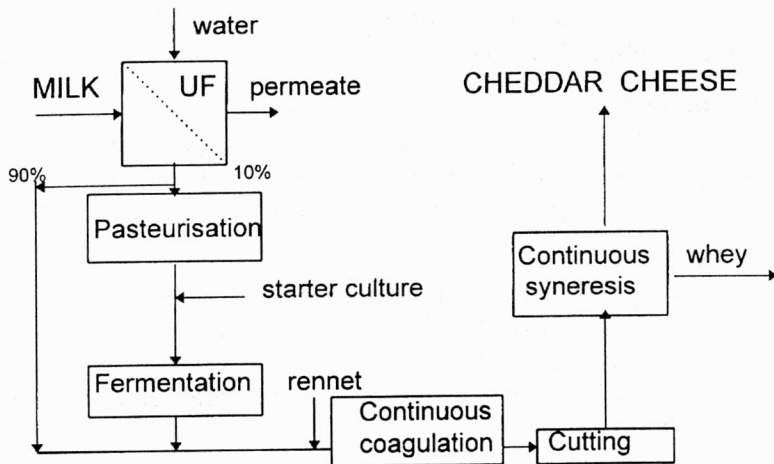 water
MILK
UF
permeate
CHEDDAR CHEESE
90%
10%
Pasteurisation
Continuous
syneresis
whey
starter culture
Fermentation
rennet
Continuous
coagulation
Cutting